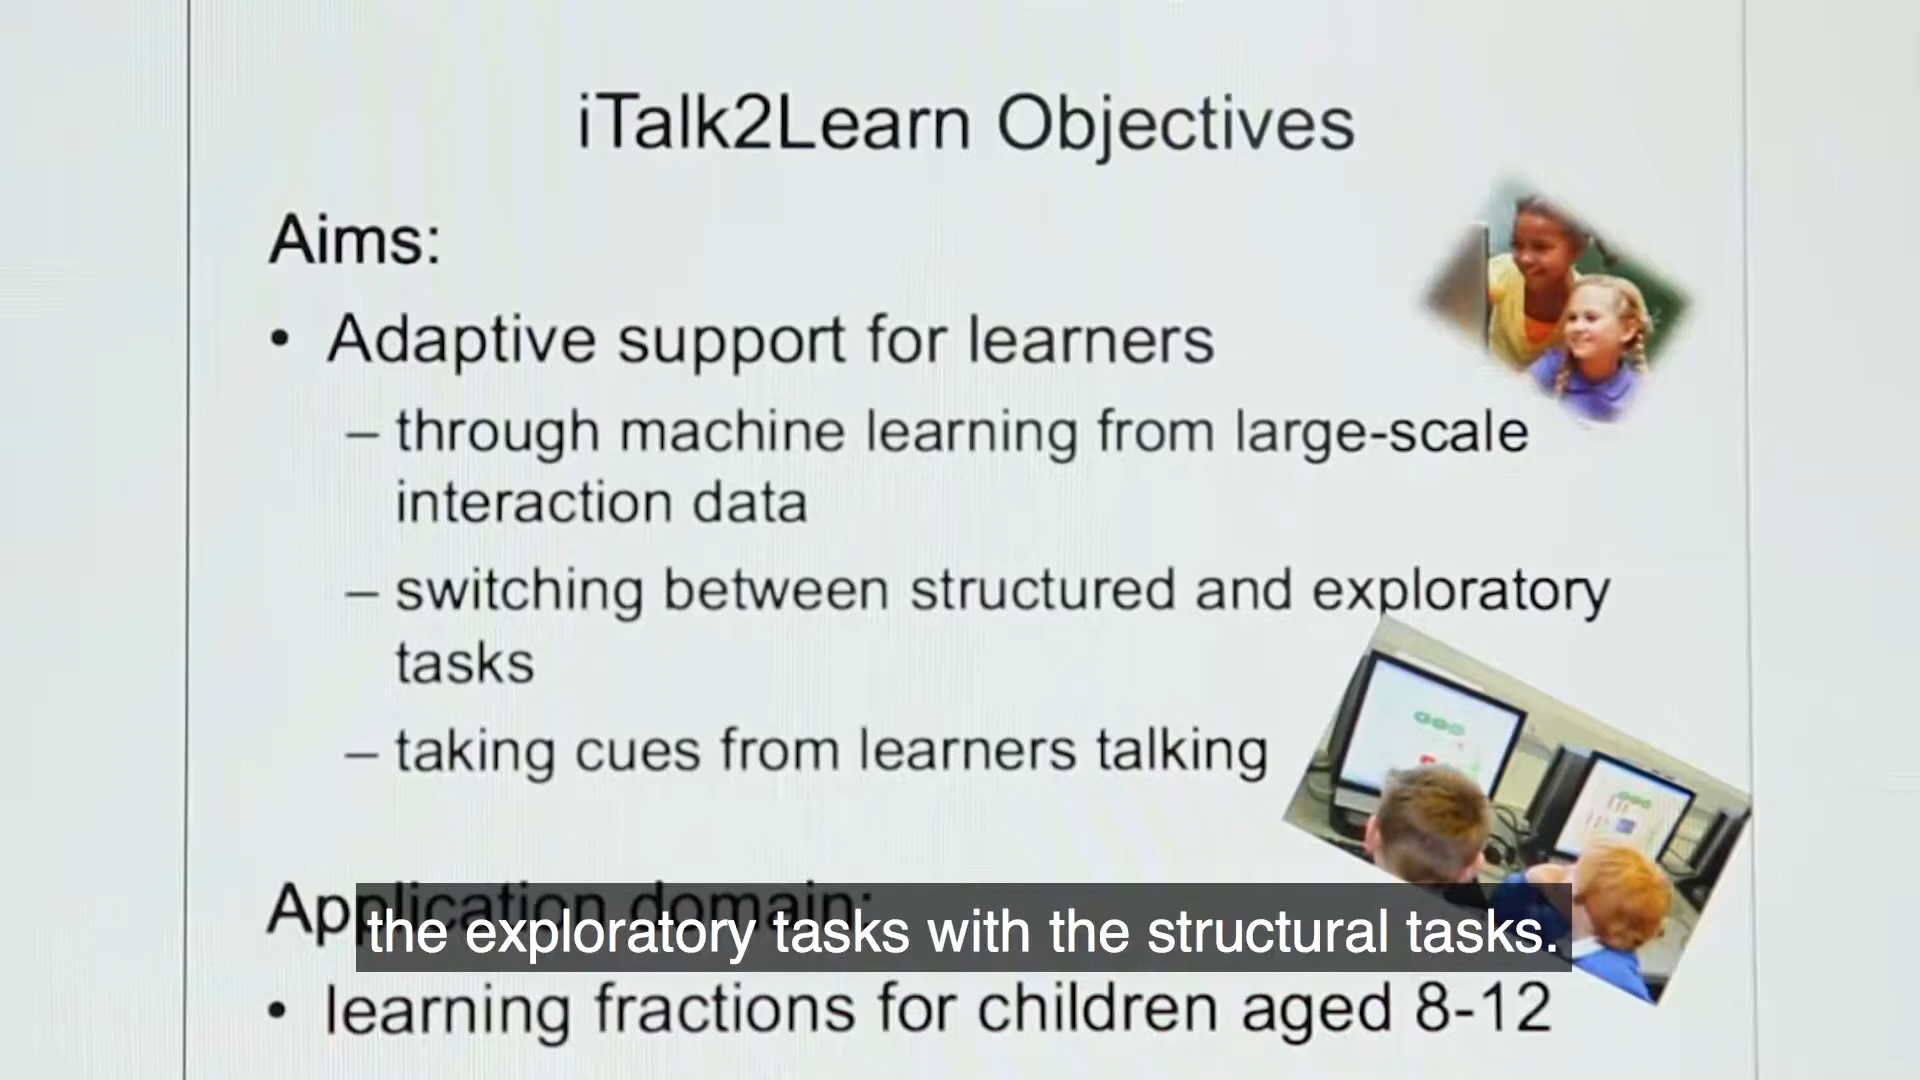 iTalk2Learn Objectives
Aims:
• Adaptive support for learners
– through machine learning from large-scale
interaction data
– switching between structured and exploratory
tasks
– taking cues from learners talking
Application domain:
the exploratory tasks with the structural tasks.
• learning fractions for children aged 8-12